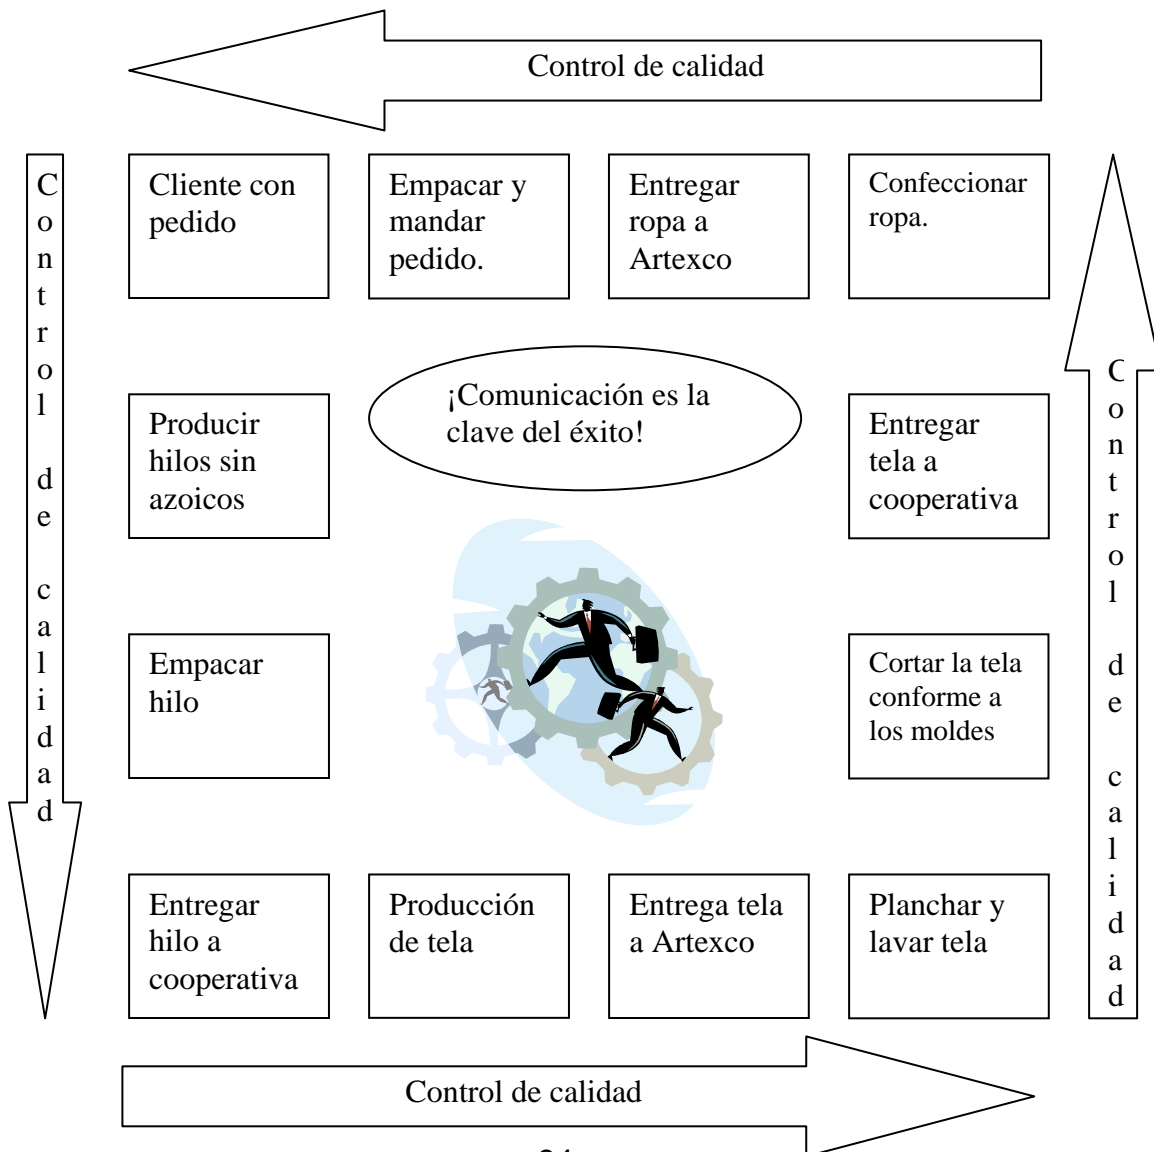 Control de calidad
Control de calidad
Cliente con
pedido
Empacar y
mandar
pedido.
Entregar
ropa a
Artexco
Confeccionar
ropa.
Control de calidad
¡Comunicación es la
clave del éxito!
Producir
hilos sin
azoicos
Entregar
tela a
cooperativa
Empacar
hilo
Cortar la tela
conforme a
los moldes
Entregar
hilo a
cooperativa
Producción
de tela
Entrega tela
a Artexco
Planchar y
lavar tela
Control de calidad